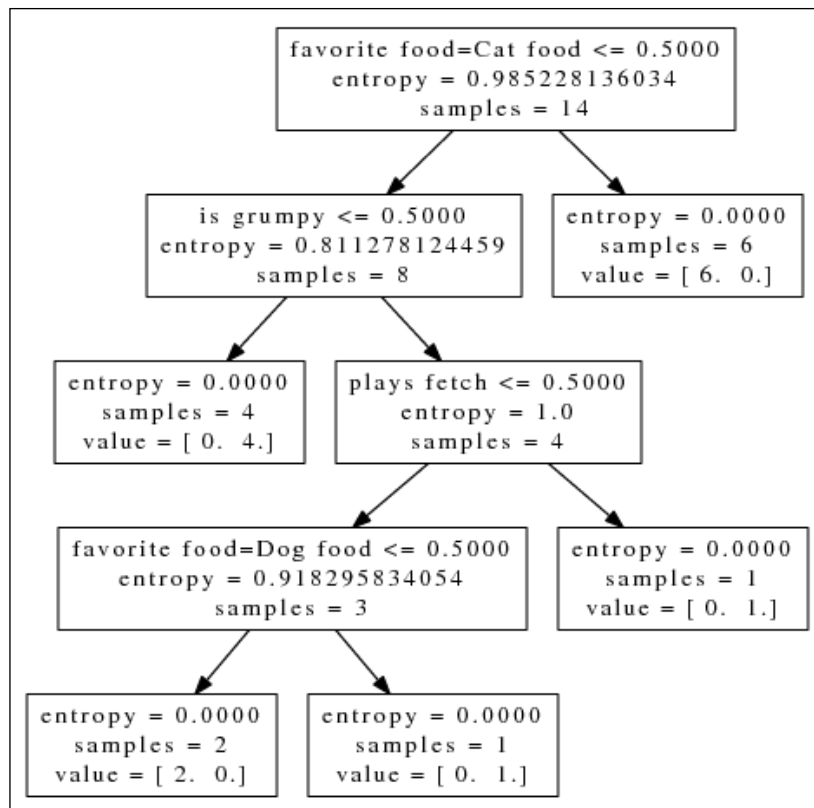 favorite food=Cat food <= 0.5000
entropy = 0.985228136034
samples = 14
is grumpy <= 0.5000
entropy = 0.811278124459
samples = 8
entropy = 0.0000
samples = 6
value = [ 6.  0.]
entropy = 0.0000
samples = 4
value = [ 0.  4.]
plays fetch <= 0.5000
entropy = 1.0
samples = 4
favorite food=Dog food <= 0.5000
entropy = 0.918295834054
samples = 3
entropy = 0.0000
samples = 1
value = [ 0.  1.]
entropy = 0.0000
samples = 2
value = [ 2.  0.]
entropy = 0.0000
samples = 1
value = [ 0.  1.]